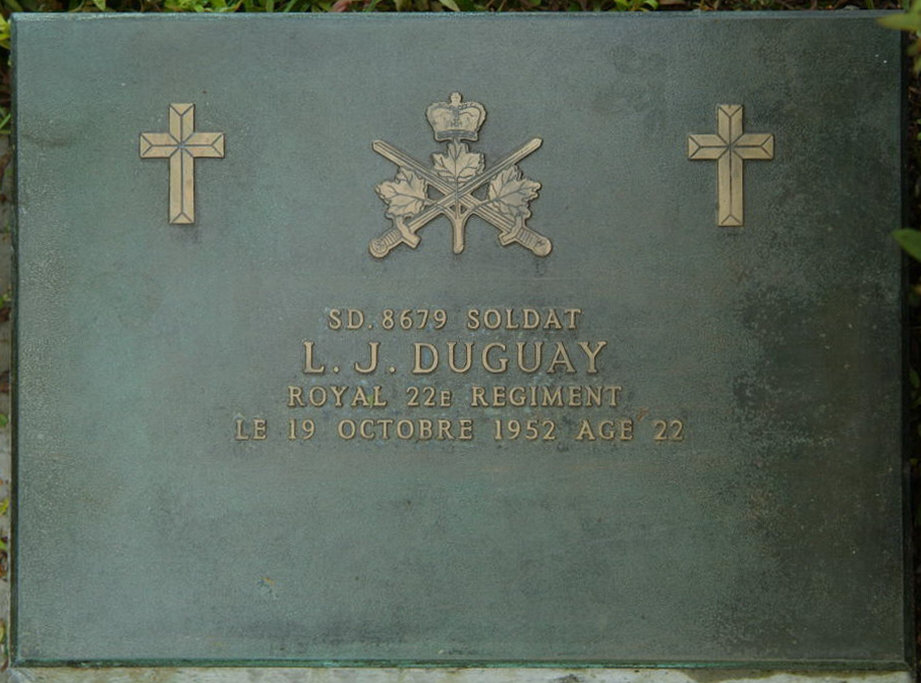 SD. 8679 SOLDAT
L. J. DUGUAY
ROYAL 22E REGIMENT
LE 19 OCTOBRE 1952 AGE 22